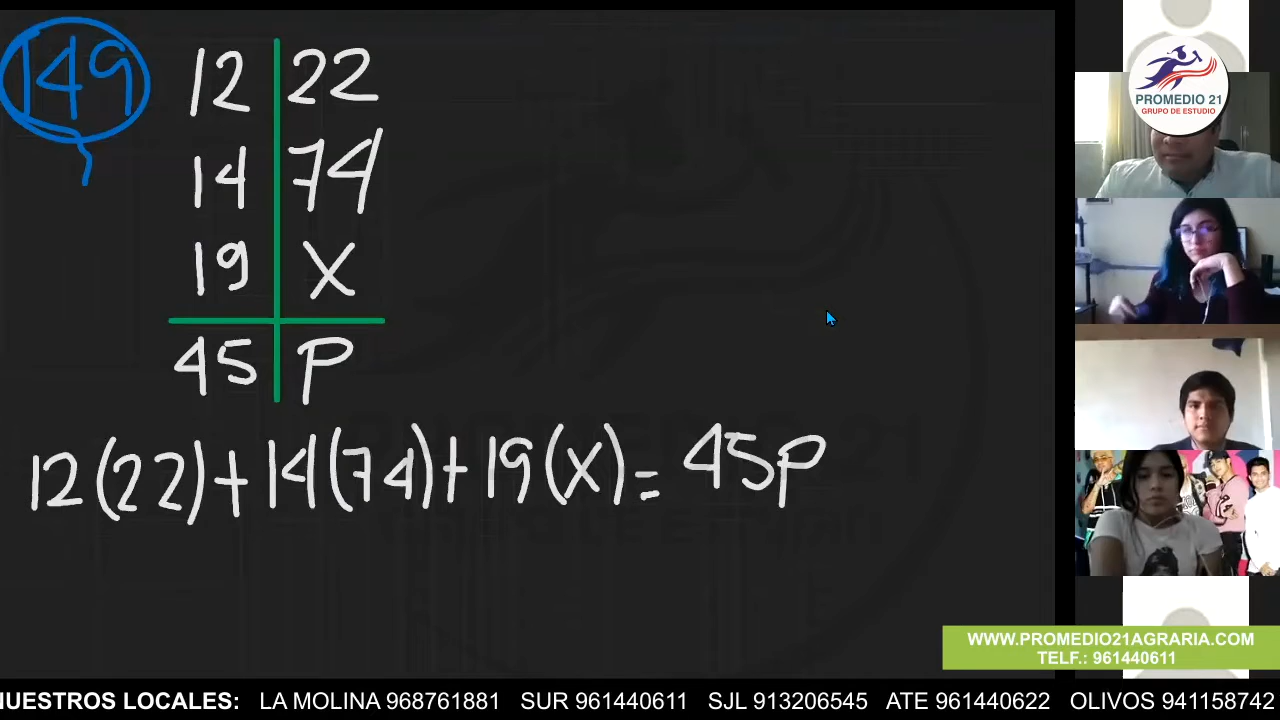 149
12 22
14 74
19 X
45 P
12(22)+14(74)+19(X)=45P
PROMEDIO 21
GRUPO DE ESTUDIO
WWW.PROMEDIO21AGRARIA.COM
TELF.: 961440611
NUESTROS LOCALES: LA MOLINA 968761881 SUR 961440611 SJL 913206545 ATE 961440622 OLIVOS 941158742